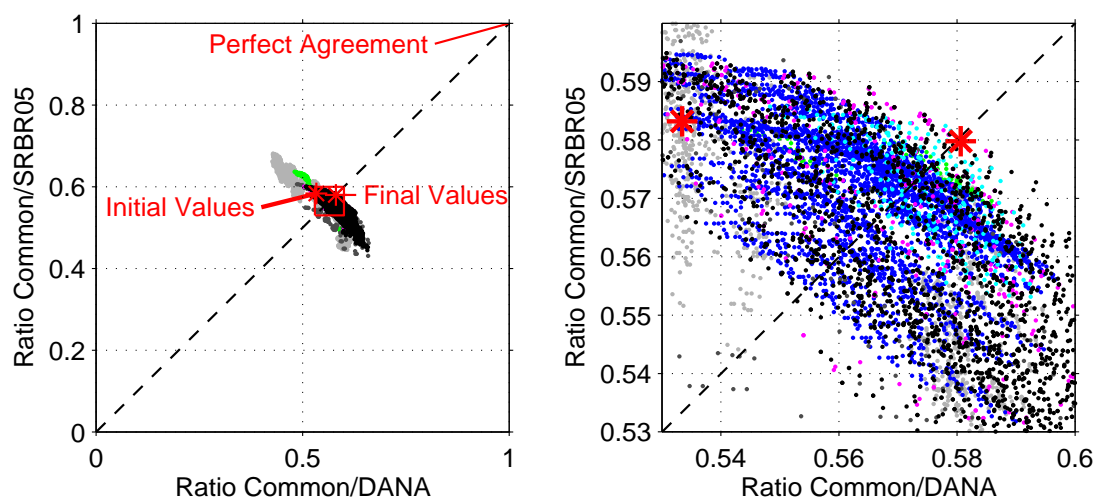 1
Perfect Agreement
0.8
0.6
Initial Values
Final Values
0.4
0.2
0
0
0.5
1
Ratio Common/SRBR05
Ratio Common/DANA
0.59
0.58
0.57
0.56
0.55
0.54
0.53
0.54
0.56
0.58
0.6
Ratio Common/SRBR05
Ratio Common/DANA